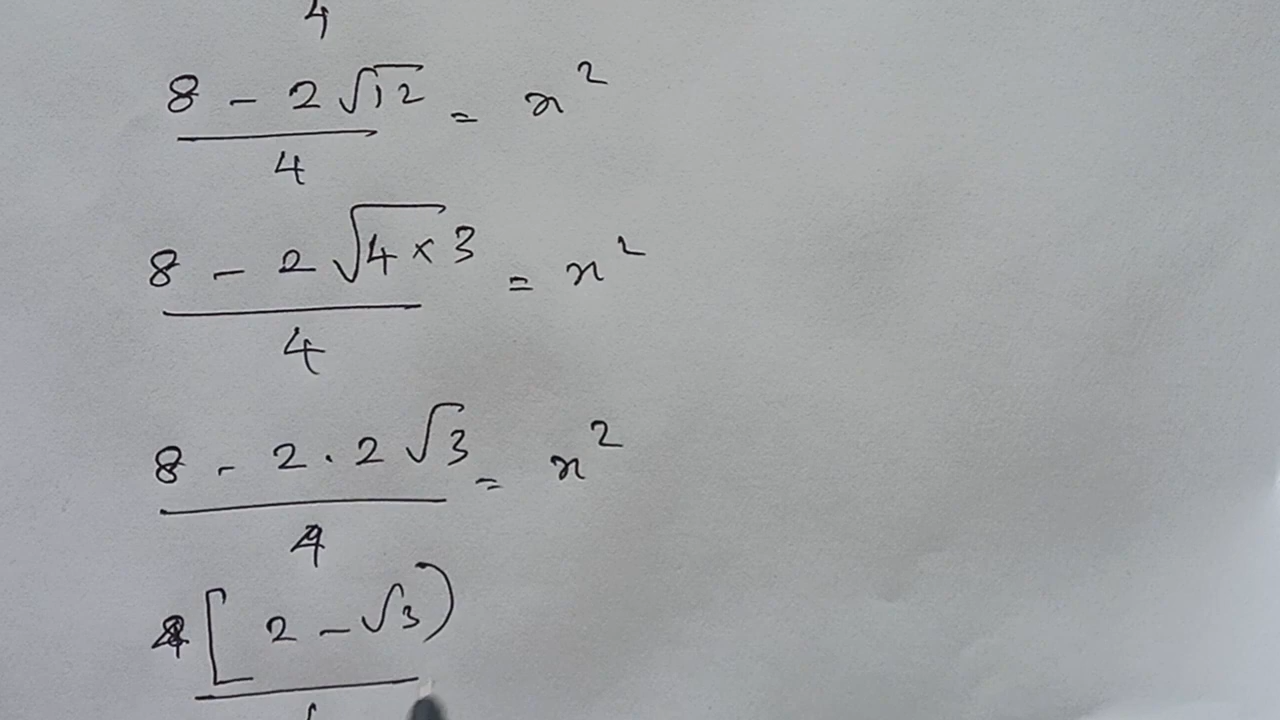 4
8 - 2 √12 = x²
4
8 - 2 √4 × 3 = x²
4
8 - 2 . 2 √3 = x²
4
4 [ 2 - √3 )